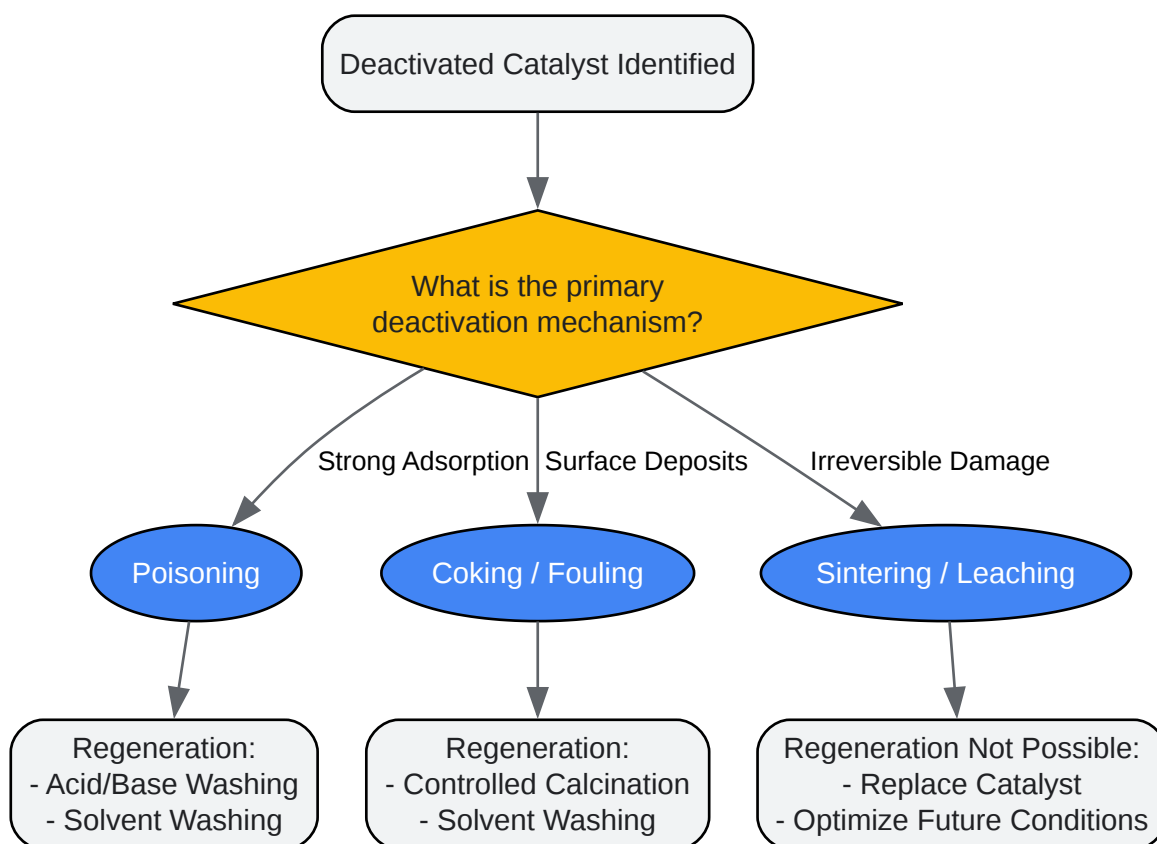 Deactivated Catalyst Identified
What is the primary
deactivation mechanism?
Strong Adsorption
Surface Deposits
Irreversible Damage
Poisoning
Coking / Fouling
Sintering / Leaching
Regeneration:
- Acid/Base Washing
- Solvent Washing
Regeneration:
- Controlled Calcination
- Solvent Washing
Regeneration Not Possible:
- Replace Catalyst
- Optimize Future Conditions